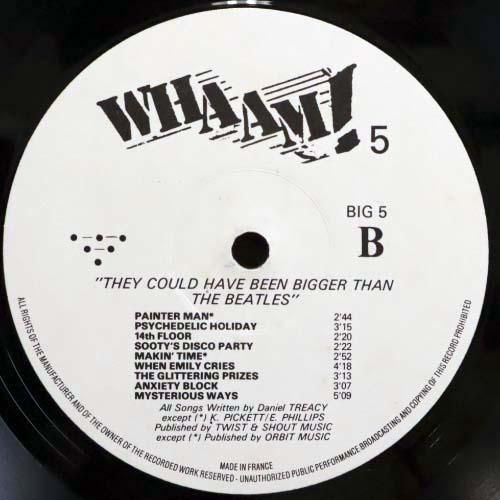 WHAAM!
5
BIG 5
B
"THEY COULD HAVE BEEN BIGGER THAN
THE BEATLES"
PAINTER MAN* 2'44
PSYCHEDELIC HOLIDAY 3'15
14th FLOOR 2'20
SOOTY'S DISCO PARTY 2'22
MAKIN' TIME* 2'52
WHEN EMILY CRIES 4'18
THE GLITTERING PRIZES 3'13
ANXIETY BLOCK 3'07
MYSTERIOUS WAYS 5'09
All Songs Written by Daniel TREACY
except (*) K. PICKETT/E. PHILLIPS
Published by TWIST & SHOUT MUSIC
except (*) Published by ORBIT MUSIC
MADE IN FRANCE
ALL RIGHTS OF THE MANUFACTURER AND OF THE OWNER OF THE RECORDED WORK RESERVED - UNAUTHORIZED PUBLIC PERFORMANCE BROADCASTING AND COPYING OF THIS RECORD PROHIBITED